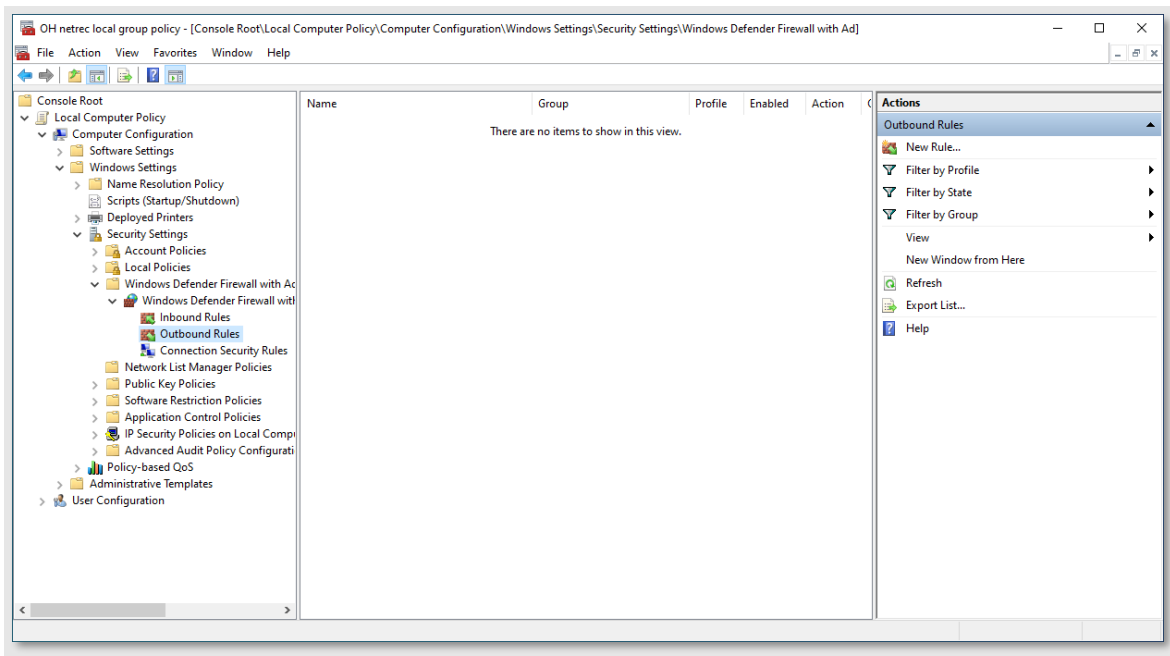 OH netrec local group policy - [Console Root\Local Computer Policy\Computer Configuration\Windows Settings\Security Settings\Windows Defender Firewall with Ad]
File Action View Favorites Window Help
Console Root
Local Computer Policy
Computer Configuration
Software Settings
Windows Settings
Name Resolution Policy
Scripts (Startup/Shutdown)
Deployed Printers
Security Settings
Account Policies
Local Policies
Windows Defender Firewall with Ad
Windows Defender Firewall with
Inbound Rules
Outbound Rules
Connection Security Rules
Network List Manager Policies
Public Key Policies
Software Restriction Policies
Application Control Policies
IP Security Policies on Local Compu
Advanced Audit Policy Configurati
Policy-based QoS
Administrative Templates
User Configuration
Name Group Profile Enabled Action
There are no items to show in this view.
Actions
Outbound Rules
New Rule...
Filter by Profile
Filter by State
Filter by Group
View
New Window from Here
Refresh
Export List...
Help